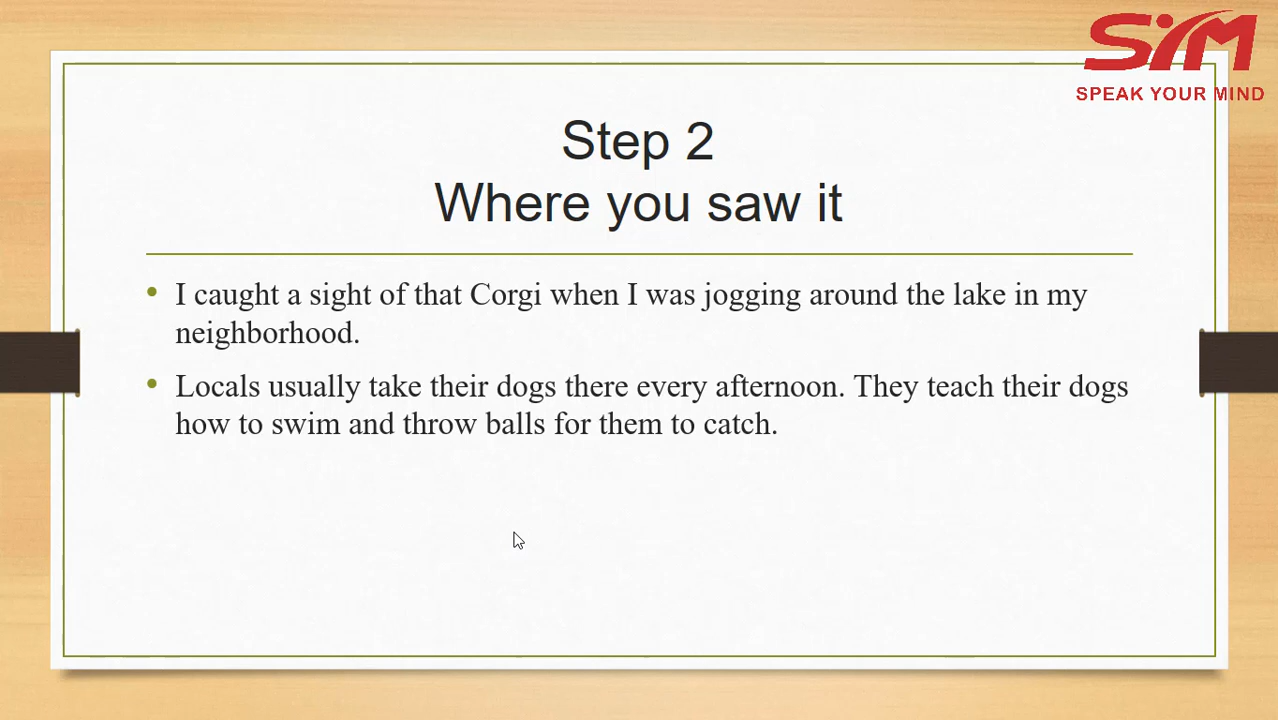 SYM
SPEAK YOUR MIND
Step 2
Where you saw it
• I caught a sight of that Corgi when I was jogging around the lake in my
neighborhood.
• Locals usually take their dogs there every afternoon. They teach their dogs
how to swim and throw balls for them to catch.